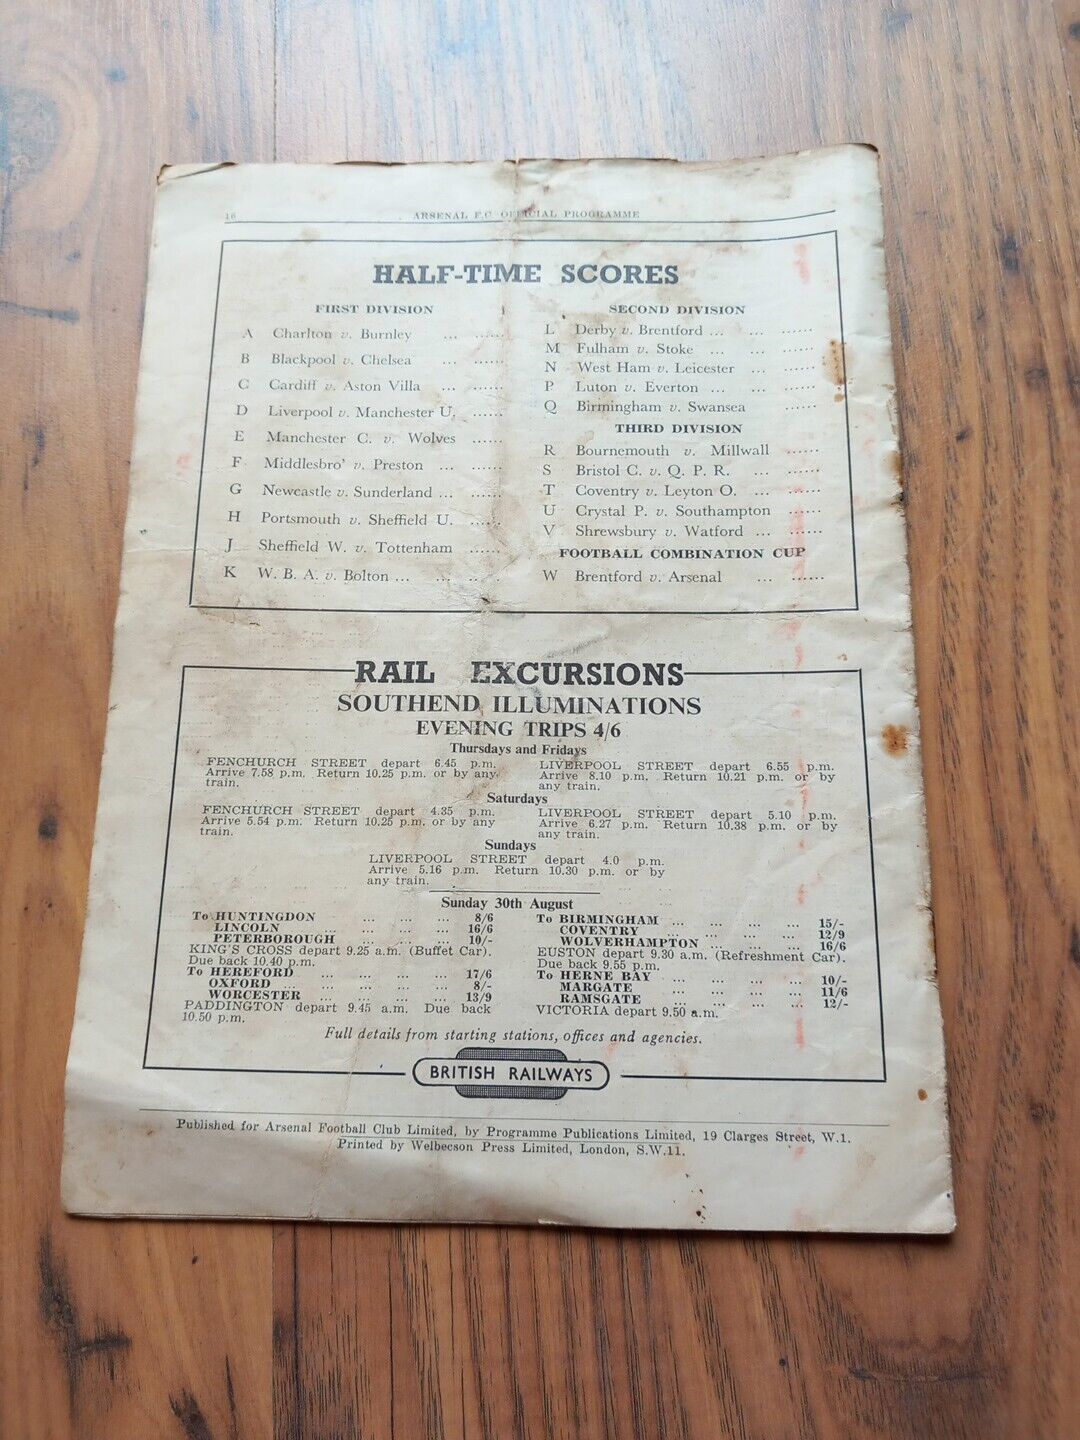 16 ARSENAL F.C. OFFICIAL PROGRAMME
HALF-TIME SCORES
FIRST DIVISION
A Charlton v. Burnley ... ......
B Blackpool v. Chelsea ... ......
C Cardiff v. Aston Villa ... ......
D Liverpool v. Manchester U. ......
E Manchester C. v. Wolves ......
F Middlesbro' v. Preston ... ......
G Newcastle v. Sunderland ... ......
H Portsmouth v. Sheffield U. ......
J Sheffield W. v. Tottenham ......
K W. B. A. v. Bolton ... ... ......
SECOND DIVISION
L Derby v. Brentford ... ... ......
M Fulham v. Stoke ... ... ......
N West Ham v. Leicester ... ......
P Luton v. Everton ... ... ......
Q Birmingham v. Swansea ......
THIRD DIVISION
R Bournemouth v. Millwall ......
S Bristol C. v. Q. P. R. ... ......
T Coventry v. Leyton O. ... ......
U Crystal P. v. Southampton ......
V Shrewsbury v. Watford ... ......
FOOTBALL COMBINATION CUP
W Brentford v. Arsenal ... ......
RAIL EXCURSIONS
SOUTHEND ILLUMINATIONS
EVENING TRIPS 4/6
Thursdays and Fridays
FENCHURCH STREET depart 6.45 p.m.
Arrive 7.58 p.m. Return 10.25 p.m. or by any
train.
LIVERPOOL STREET depart 6.55 p.m.
Arrive 8.10 p.m. Return 10.21 p.m. or by
any train.
Saturdays
FENCHURCH STREET depart 4.35 p.m.
Arrive 5.54 p.m. Return 10.25 p.m. or by any
train.
LIVERPOOL STREET depart 5.10 p.m.
Arrive 6.27 p.m. Return 10.38 p.m. or by
any train.
Sundays
LIVERPOOL STREET depart 4.0 p.m.
Arrive 5.16 p.m. Return 10.30 p.m. or by
any train.
Sunday 30th August
To HUNTINGDON ... ... ... 8/6
LINCOLN ... ... ... 16/6
PETERBOROUGH ... ... ... 10/-
KING'S CROSS depart 9.25 a.m. (Buffet Car).
Due back 10.40 p.m.
To HEREFORD ... ... ... 17/6
OXFORD ... ... ... ... 8/-
WORCESTER ... ... ... 13/9
PADDINGTON depart 9.45 a.m. Due back
10.50 p.m.
To BIRMINGHAM ... ... ... 15/-
COVENTRY ... ... ... 12/9
WOLVERHAMPTON ... ... 16/6
EUSTON depart 9.30 a.m. (Refreshment Car).
Due back 9.55 p.m.
To HERNE BAY ... ... ... 10/-
MARGATE ... ... ... 11/6
RAMSGATE ... ... ... 12/-
VICTORIA depart 9.50 a.m.
Full details from starting stations, offices and agencies.
BRITISH RAILWAYS
Published for Arsenal Football Club Limited, by Programme Publications Limited, 19 Clarges Street, W.1.
Printed by Welbecson Press Limited, London, S.W.11.